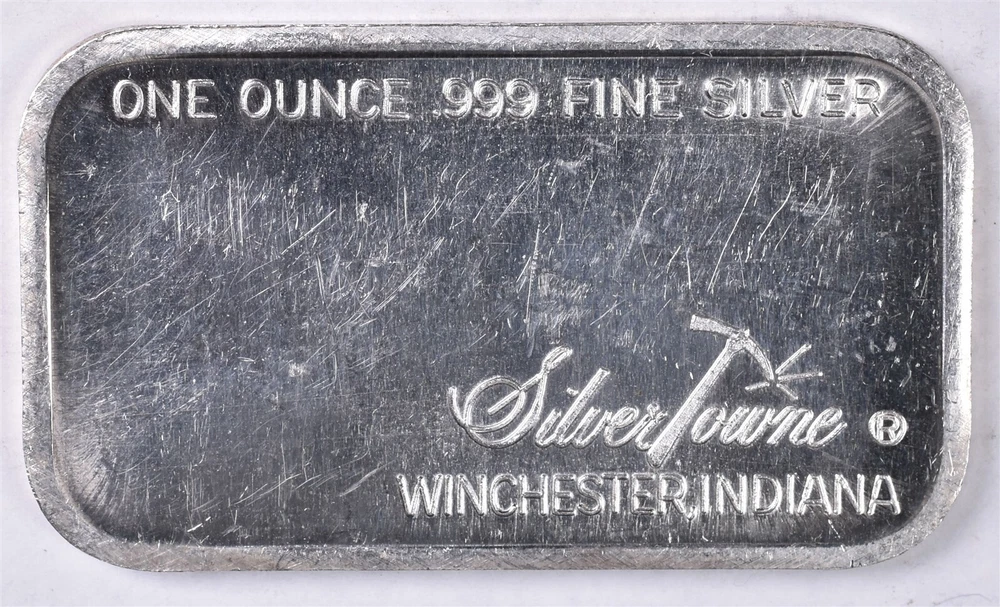 ONE OUNCE .999 FINE SILVER
SilverTowne ®
WINCHESTER, INDIANA